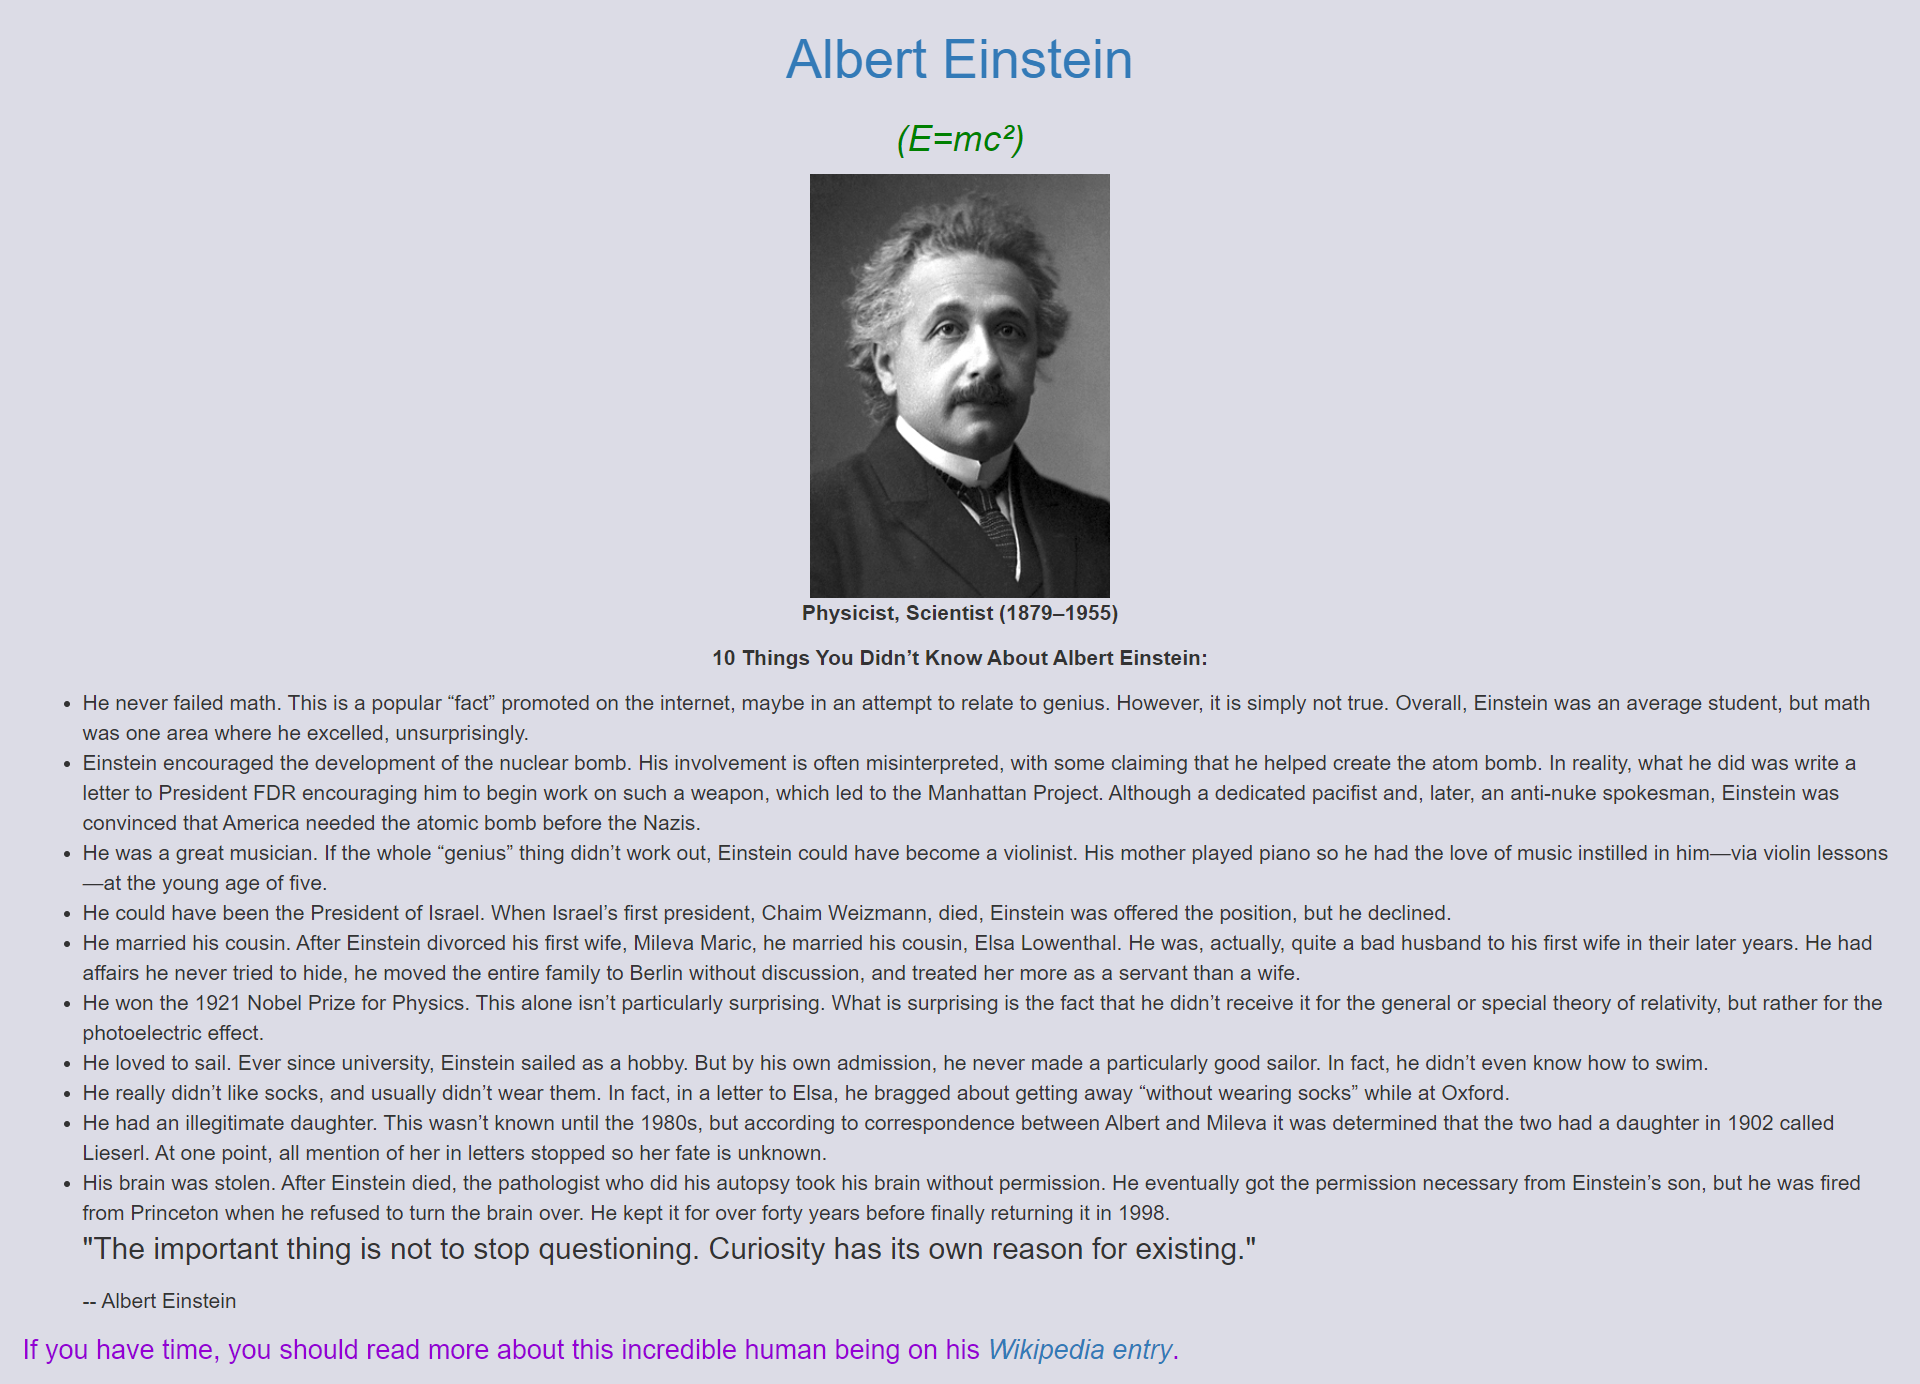 Albert Einstein
(E=mc²)
Physicist, Scientist (1879–1955)
10 Things You Didn’t Know About Albert Einstein:
• He never failed math. This is a popular “fact” promoted on the internet, maybe in an attempt to relate to genius. However, it is simply not true. Overall, Einstein was an average student, but math
was one area where he excelled, unsurprisingly.
• Einstein encouraged the development of the nuclear bomb. His involvement is often misinterpreted, with some claiming that he helped create the atom bomb. In reality, what he did was write a
letter to President FDR encouraging him to begin work on such a weapon, which led to the Manhattan Project. Although a dedicated pacifist and, later, an anti-nuke spokesman, Einstein was
convinced that America needed the atomic bomb before the Nazis.
• He was a great musician. If the whole “genius” thing didn’t work out, Einstein could have become a violinist. His mother played piano so he had the love of music instilled in him—via violin lessons
—at the young age of five.
• He could have been the President of Israel. When Israel’s first president, Chaim Weizmann, died, Einstein was offered the position, but he declined.
• He married his cousin. After Einstein divorced his first wife, Mileva Maric, he married his cousin, Elsa Lowenthal. He was, actually, quite a bad husband to his first wife in their later years. He had
affairs he never tried to hide, he moved the entire family to Berlin without discussion, and treated her more as a servant than a wife.
• He won the 1921 Nobel Prize for Physics. This alone isn’t particularly surprising. What is surprising is the fact that he didn’t receive it for the general or special theory of relativity, but rather for the
photoelectric effect.
• He loved to sail. Ever since university, Einstein sailed as a hobby. But by his own admission, he never made a particularly good sailor. In fact, he didn’t even know how to swim.
• He really didn’t like socks, and usually didn’t wear them. In fact, in a letter to Elsa, he bragged about getting away “without wearing socks” while at Oxford.
• He had an illegitimate daughter. This wasn’t known until the 1980s, but according to correspondence between Albert and Mileva it was determined that the two had a daughter in 1902 called
Lieserl. At one point, all mention of her in letters stopped so her fate is unknown.
• His brain was stolen. After Einstein died, the pathologist who did his autopsy took his brain without permission. He eventually got the permission necessary from Einstein’s son, but he was fired
from Princeton when he refused to turn the brain over. He kept it for over forty years before finally returning it in 1998.
"The important thing is not to stop questioning. Curiosity has its own reason for existing."
-- Albert Einstein
If you have time, you should read more about this incredible human being on his Wikipedia entry.